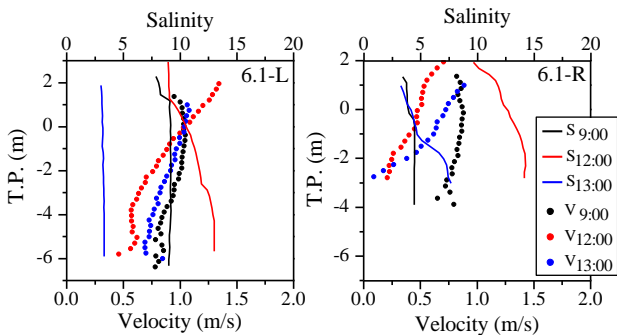 Salinity
Salinity
0 5 10 15 20
0 5 10 15 20
T.P. (m)
2
0
-2
-4
-6
6.1-L
T.P. (m)
2
0
-2
-4
-6
6.1-R
S 9:00
S 12:00
S 13:00
V 9:00
V 12:00
V 13:00
0.0 0.5 1.0 1.5 2.0
0.0 0.5 1.0 1.5 2.0
Velocity (m/s)
Velocity (m/s)